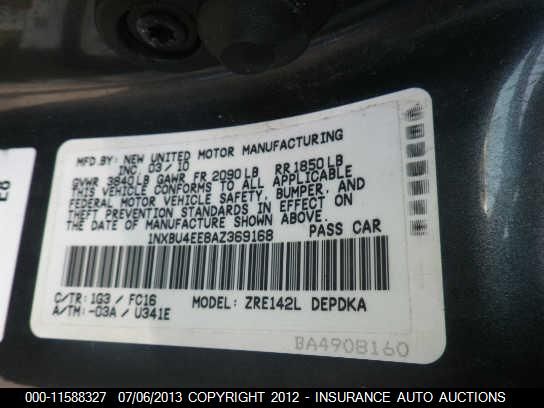 MFD.BY: NEW UNITED MOTOR MANUFACTURING
INC. 03/10
GVWR 3840LB GAWR FR 2090LB RR1850LB
THIS VEHICLE CONFORMS TO ALL APPLICABLE
FEDERAL MOTOR VEHICLE SAFETY, BUMPER, AND
THEFT PREVENTION STANDARDS IN EFFECT ON
THE DATE OF MANUFACTURE SHOWN ABOVE.
1NXBU4EE8AZ369168 PASS CAR
C/TR: 1G3 / FC16 MODEL: ZRE142L DEPDKA
A/TM: -03A / U341E
BA4908160
000-11588327 07/06/2013 COPYRIGHT 2012 - INSURANCE AUTO AUCTIONS